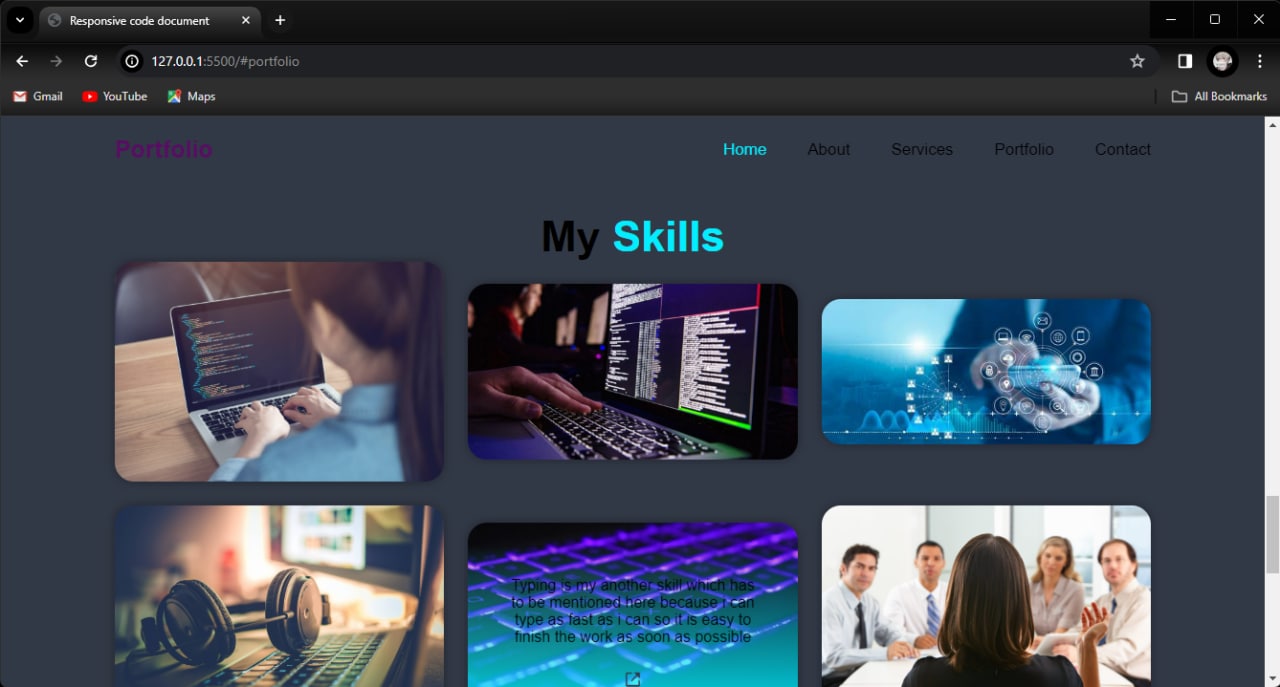 Responsive code document
127.0.0.1:5500/#portfolio
Gmail YouTube Maps All Bookmarks
Portfolio Home About Services Portfolio Contact
My Skills
Typing is my another skill which has
to be mentioned here because i can
type as fast as i can so it is easy to
finish the work as soon as possible